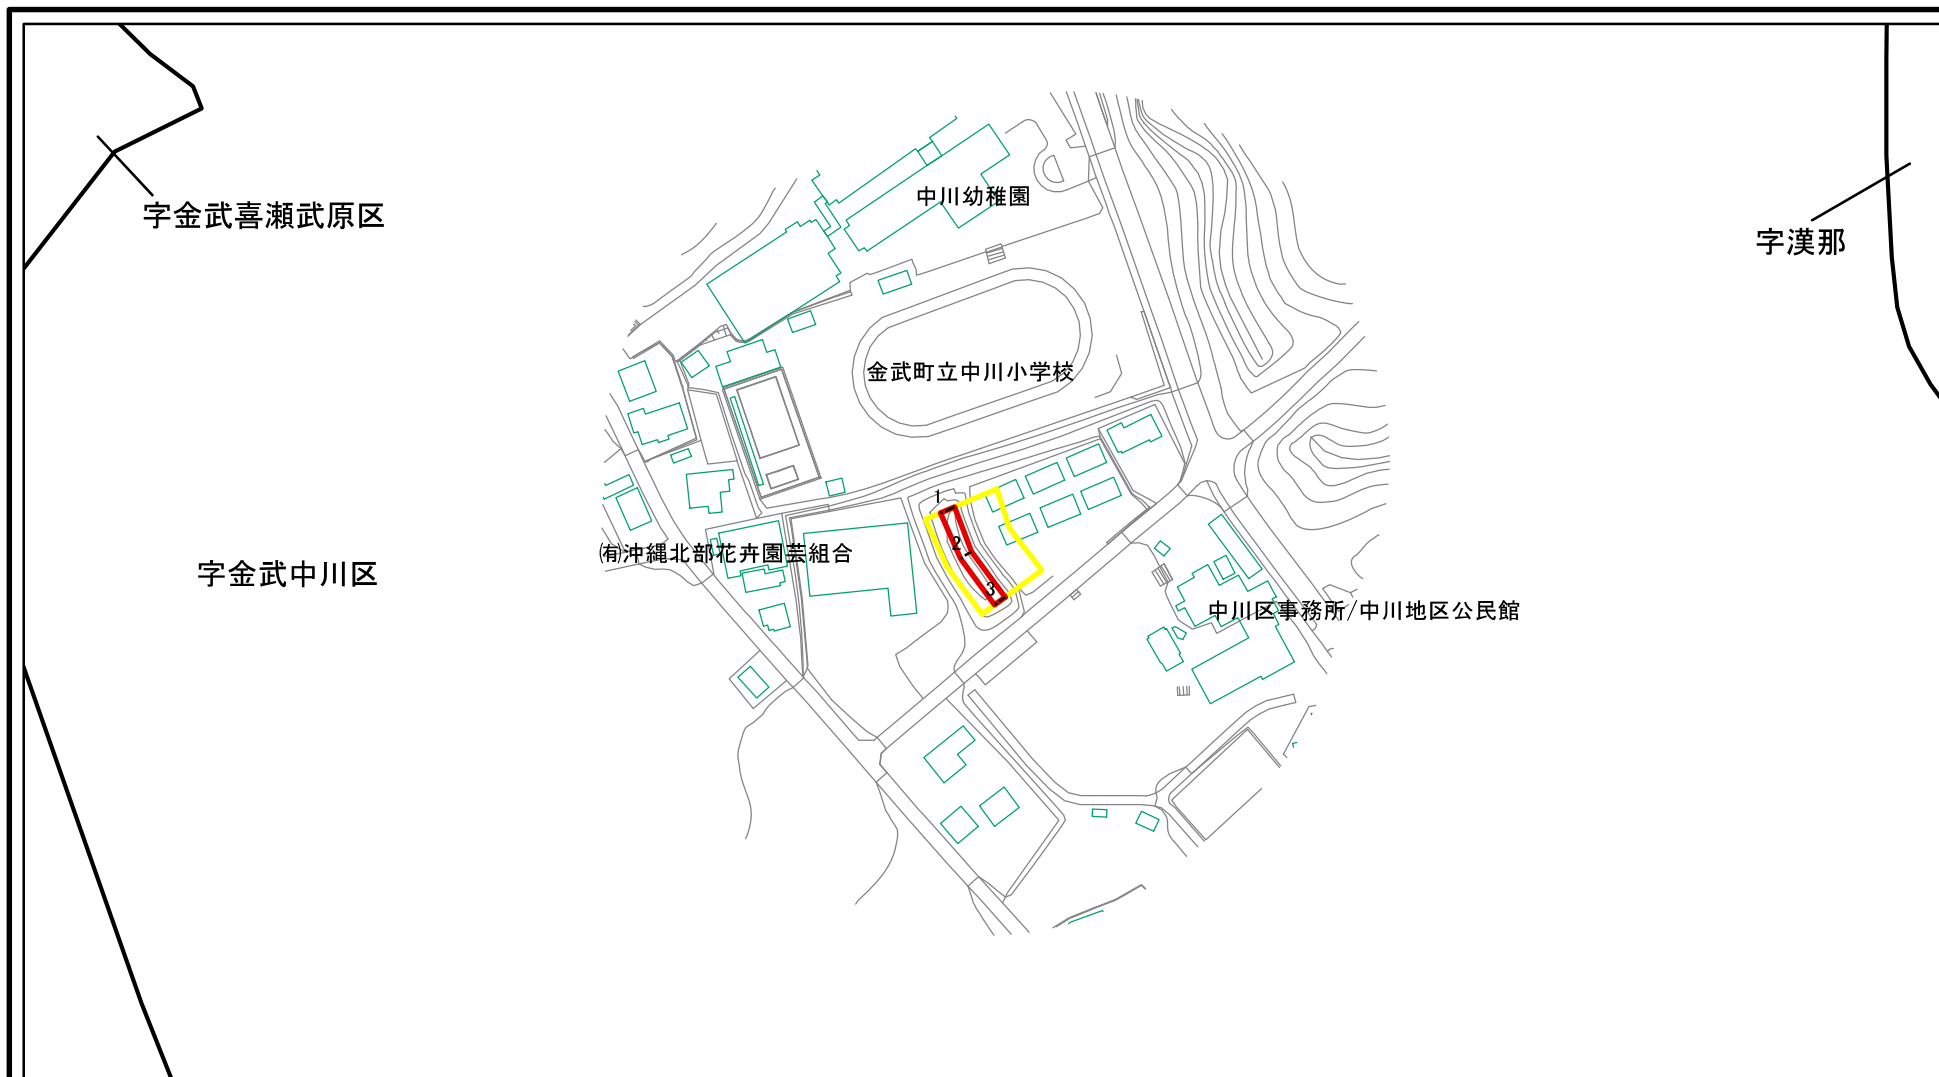 中川幼稚園
字金武喜瀬武原区
字漢那
金武町立中川小学校
1
2
3
㈲沖縄北部花卉園芸組合
字金武中川区
中川区事務所/中川地区公民館